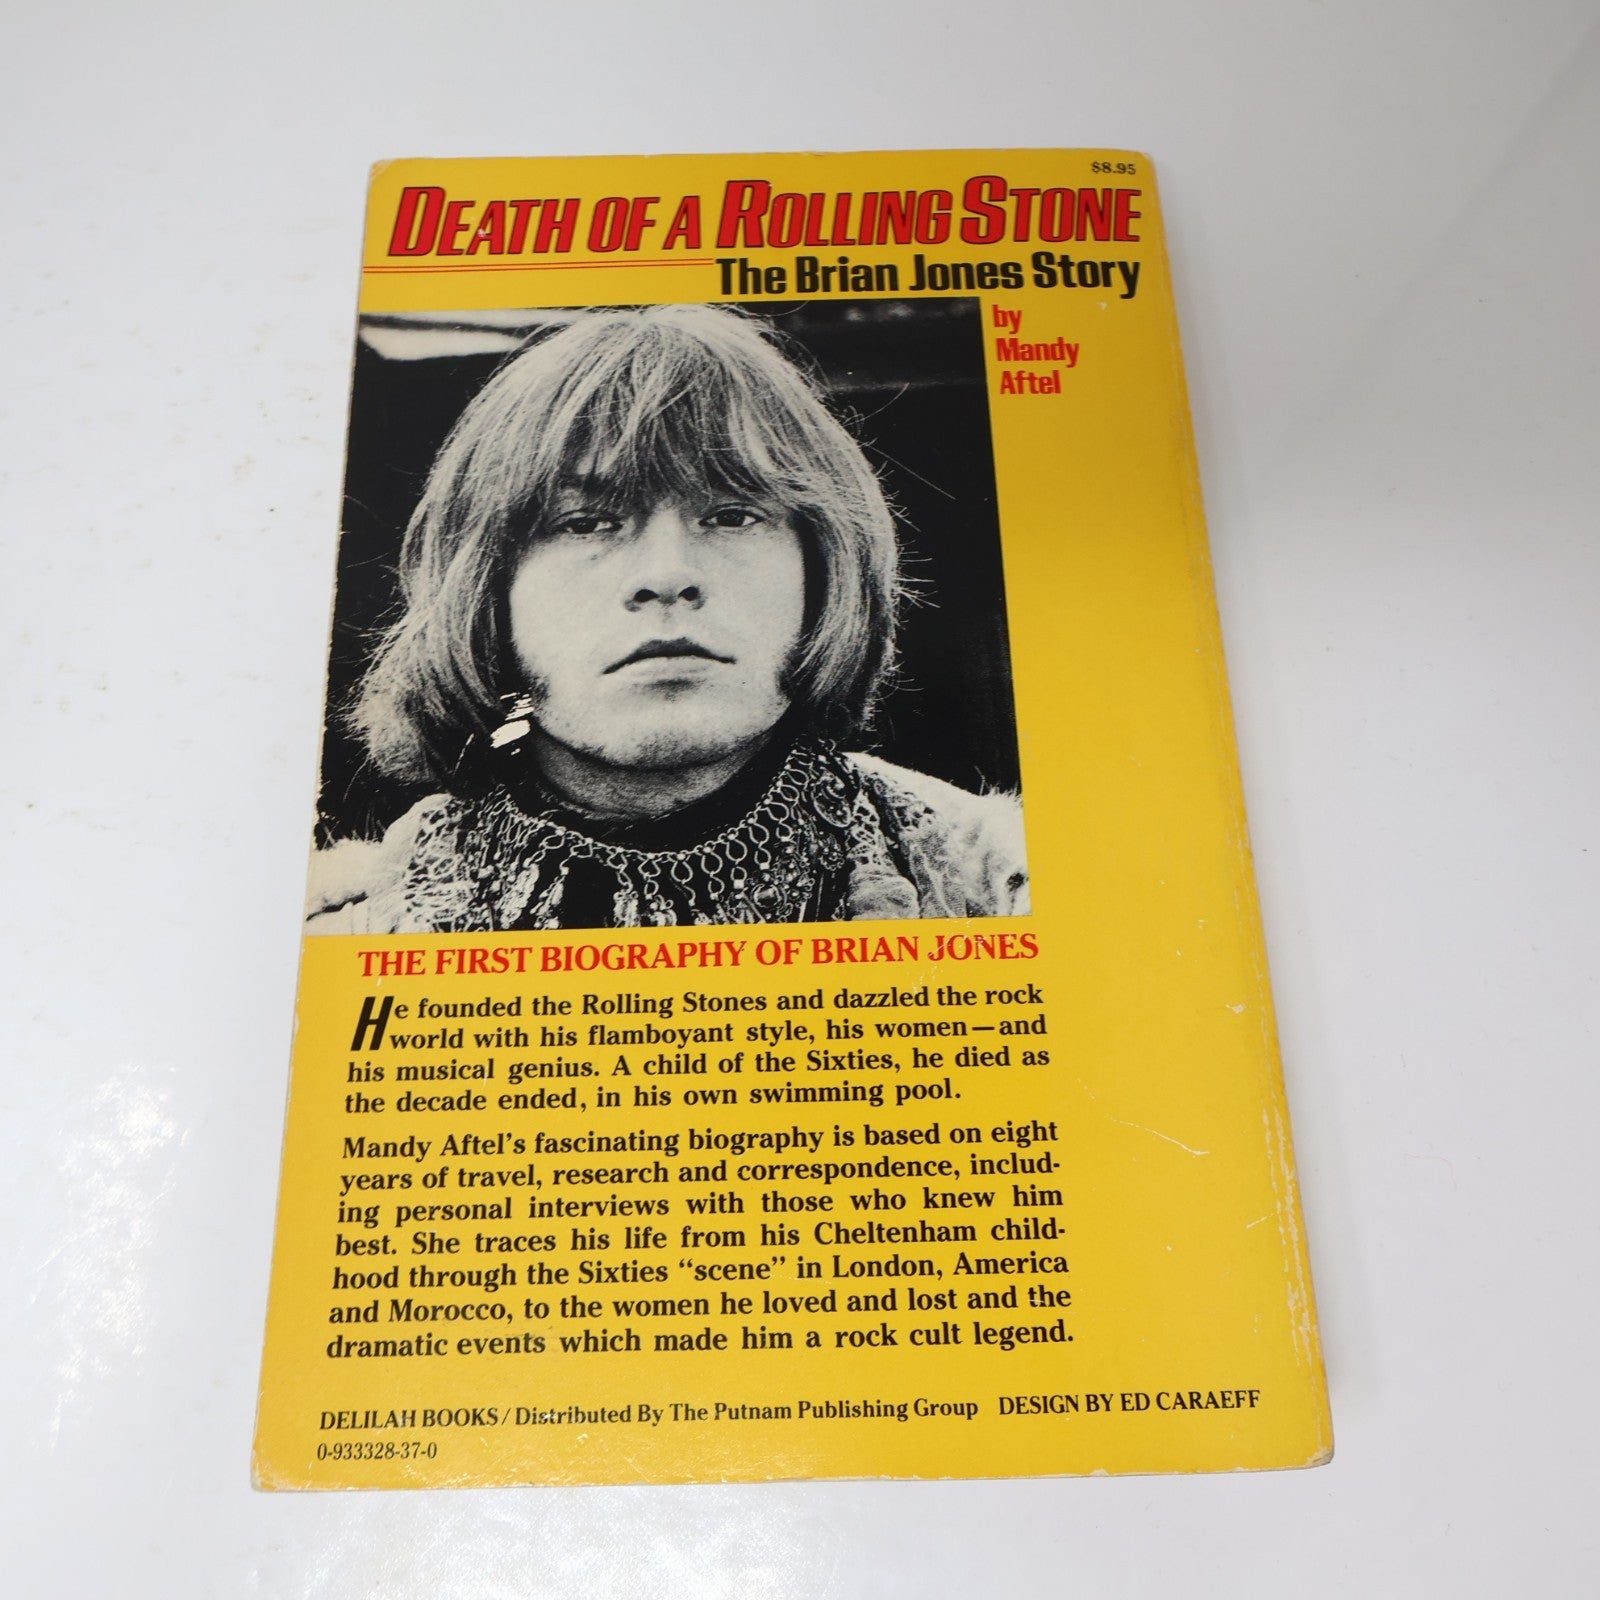 $8.95
DEATH OF A ROLLING STONE
The Brian Jones Story
by
Mandy
Aftel
THE FIRST BIOGRAPHY OF BRIAN JONES
He founded the Rolling Stones and dazzled the rock
world with his flamboyant style, his women—and
his musical genius. A child of the Sixties, he died as
the decade ended, in his own swimming pool.
Mandy Aftel's fascinating biography is based on eight
years of travel, research and correspondence, includ-
ing personal interviews with those who knew him
best. She traces his life from his Cheltenham child-
hood through the Sixties "scene" in London, America
and Morocco, to the women he loved and lost and the
dramatic events which made him a rock cult legend.
DELILAH BOOKS/Distributed By The Putnam Publishing Group DESIGN BY ED CARAEFF
0-933328-37-0